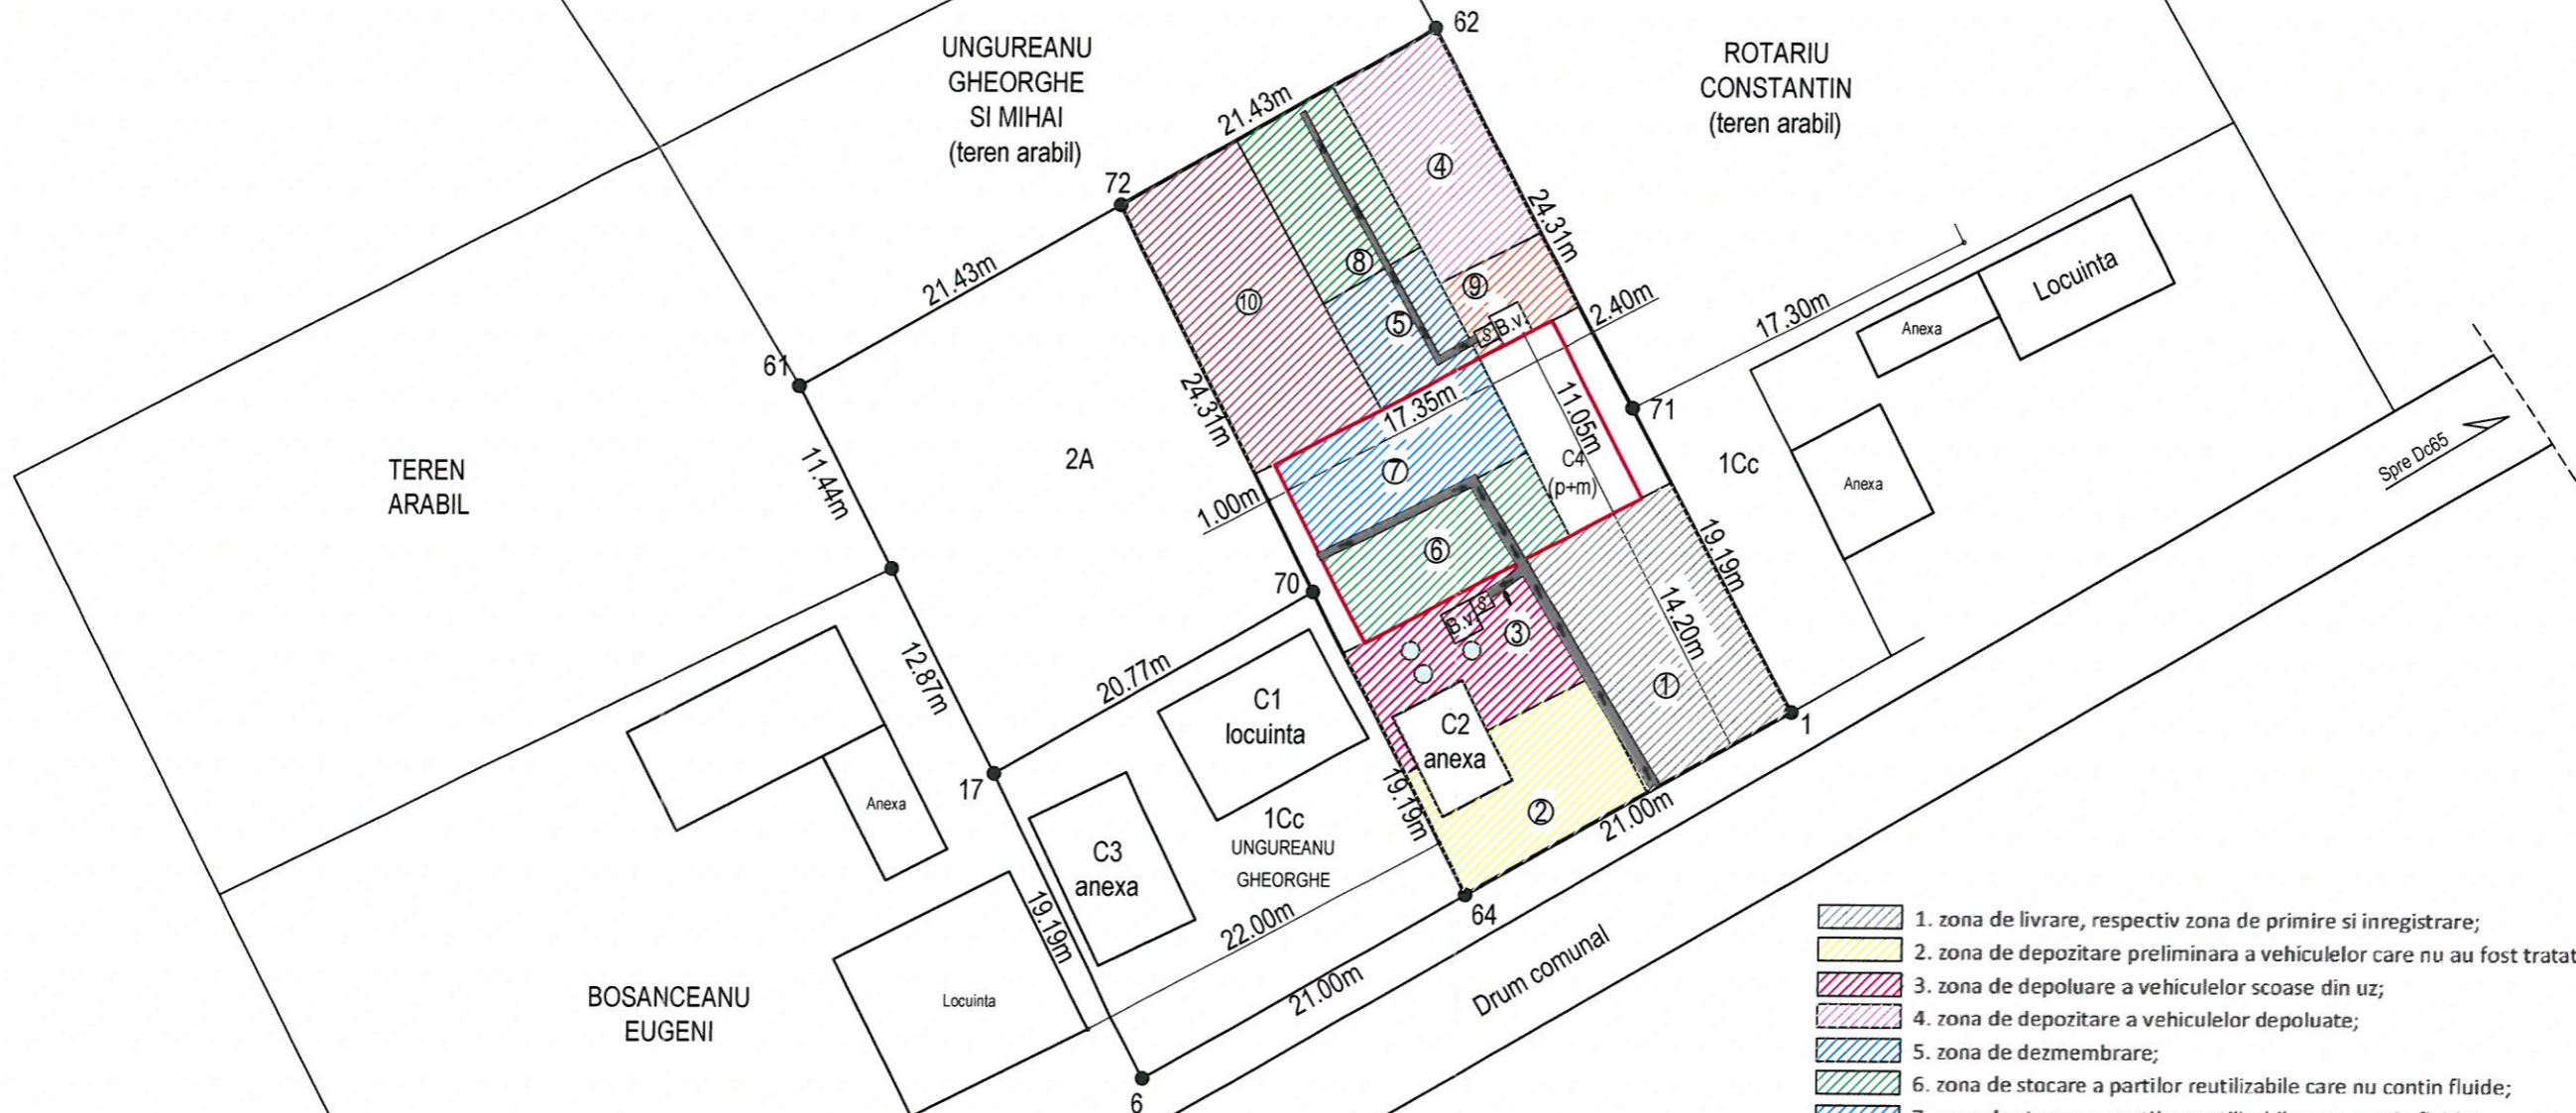 62
UNGUREANU
GHEORGHE
SI MIHAI
(teren arabil)
ROTARIU
CONSTANTIN
(teren arabil)
21.43m
72
4
24.31m
21.43m
8
10
9
5
S
B.v.
2.40m
17.30m
Anexa
Locuinta
61
24.31m
17.35m
11.05m
71
2A
TEREN
ARABIL
11.44m
7
C4
(p+m)
1Cc
Anexa
Spre Dc65
1.00m
6
19.19m
70
S
B.v.
3
14.20m
12.87m
20.77m
C1
locuinta
1
1
C2
anexa
17
Anexa
19.19m
2
21.00m
1Cc
UNGUREANU
GHEORGHE
C3
anexa
19.19m
22.00m
64
21.00m
Drum comunal
BOSANCEANU
EUGENI
Locuinta
6
1. zona de livrare, respectiv zona de primire si inregistrare;
2. zona de depozitare preliminara a vehiculelor care nu au fost tratat
3. zona de depoluare a vehiculelor scoase din uz;
4. zona de depozitare a vehiculelor depoluate;
5. zona de dezmembrare;
6. zona de stocare a partilor reutilizabile care nu contin fluide;